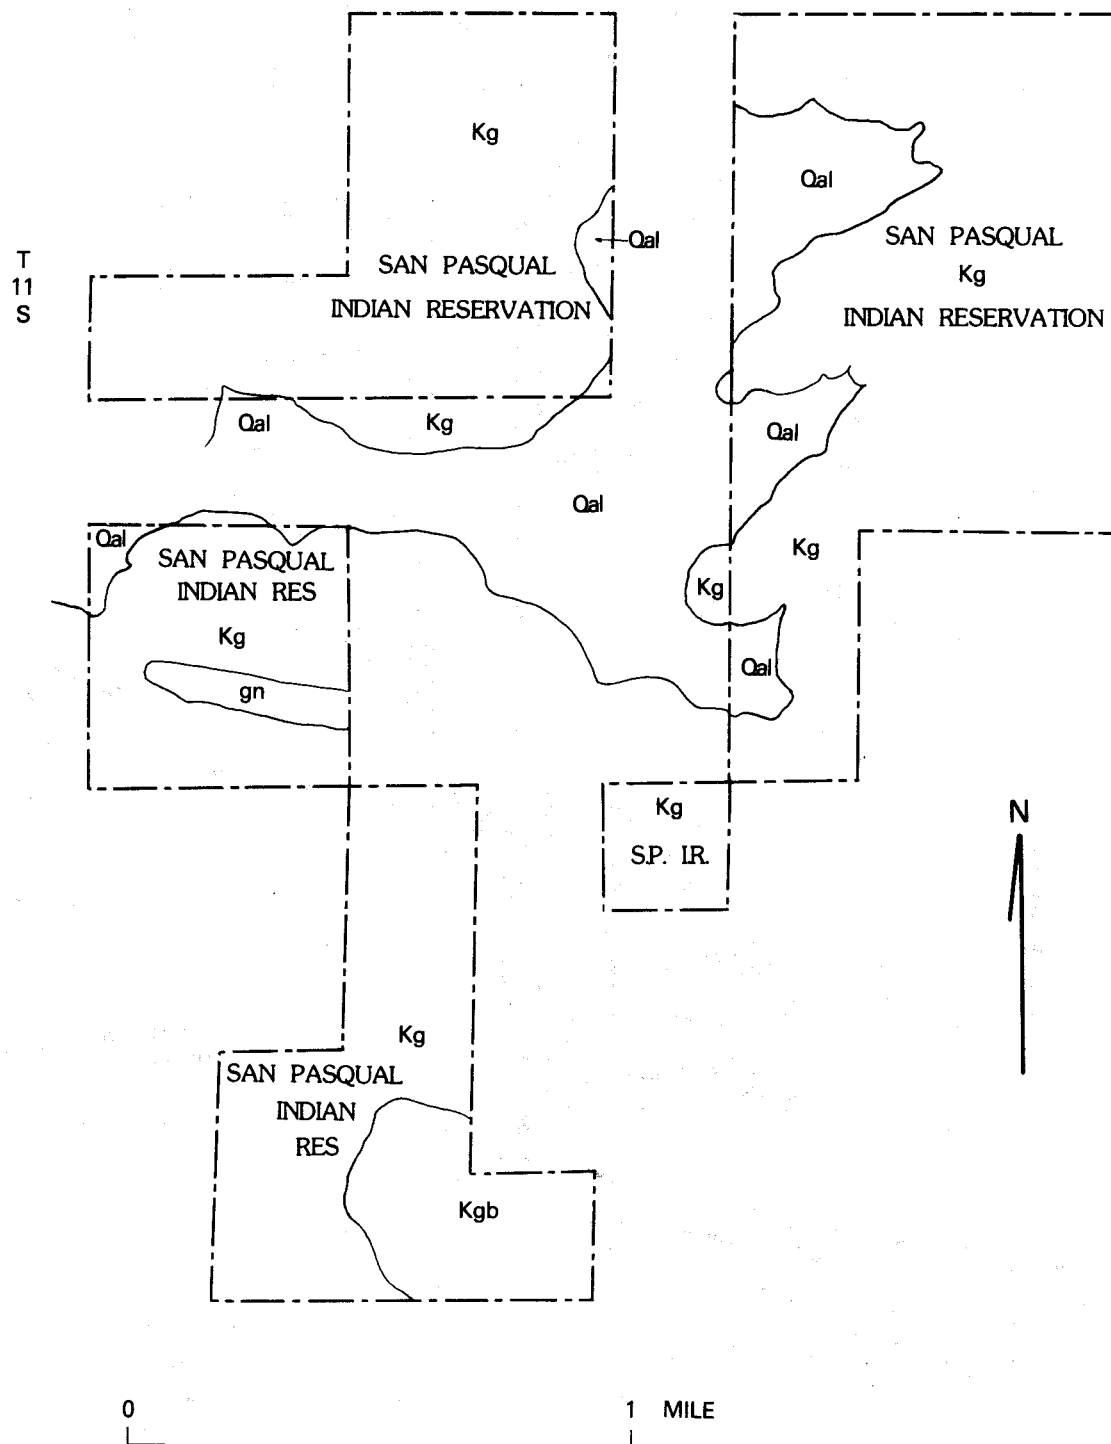 Kg
Qal
Qal
SAN PASQUAL
Kg
INDIAN RESERVATION
T
11
S
SAN PASQUAL
INDIAN RESERVATION
Qal
Kg
Qal
Qal
Qal
SAN PASQUAL
INDIAN RES
Kg
gn
Kg
Kg
Qal
Kg
S.P. I.R.
N
Kg
SAN PASQUAL
INDIAN
RES
Kgb
0 1 MILE